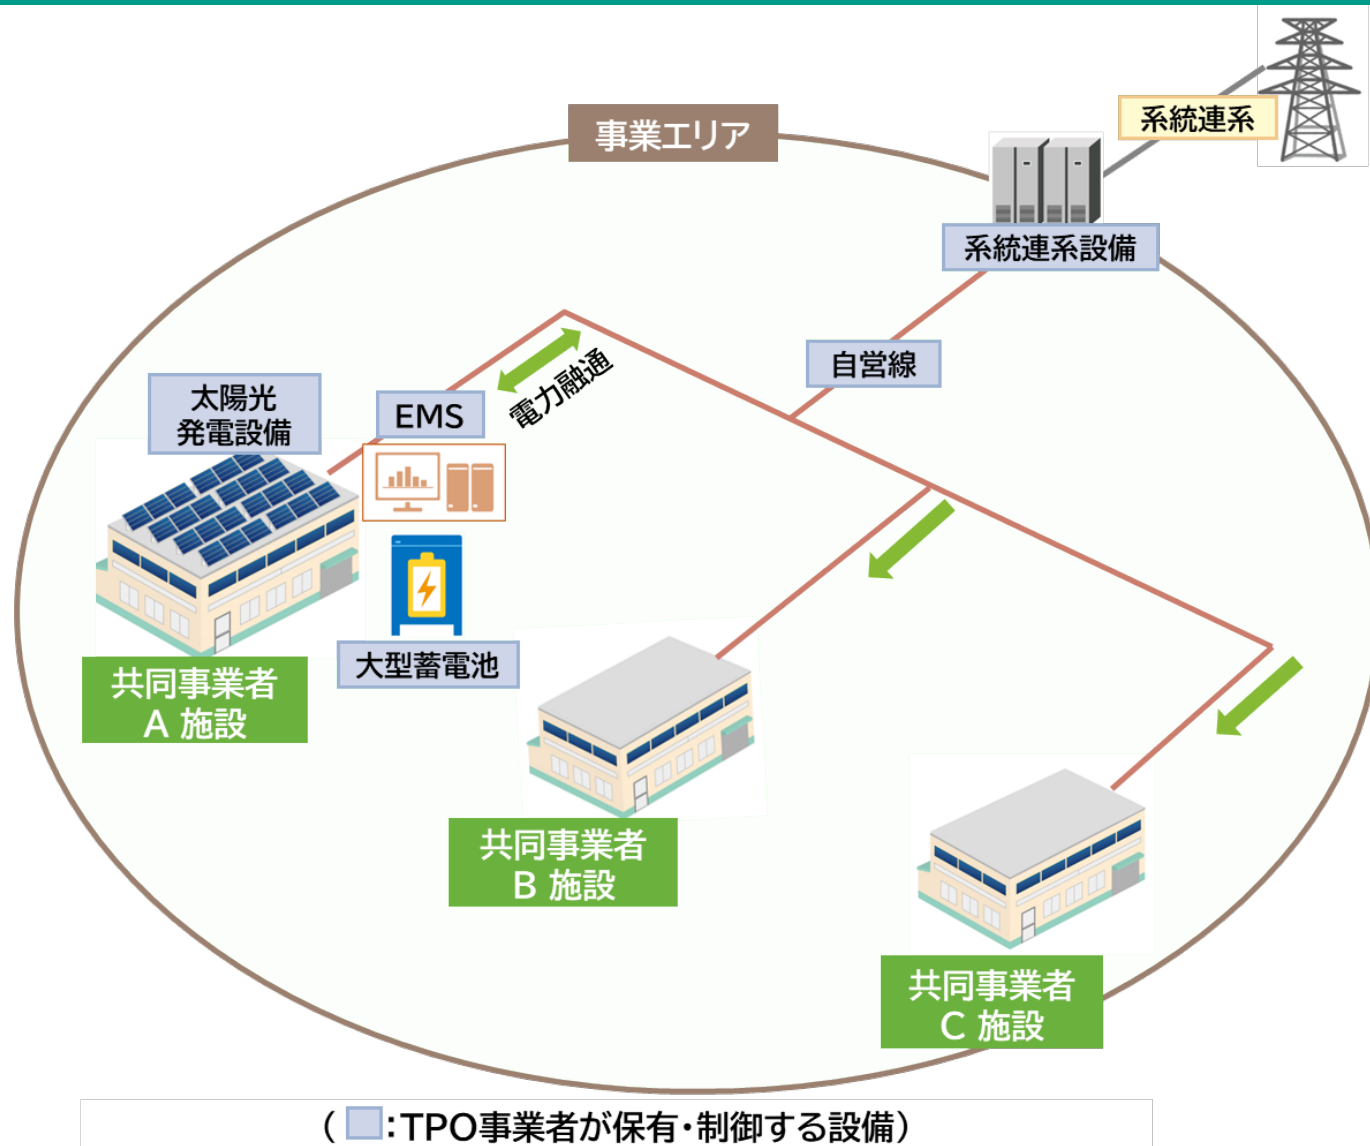 系統連系
事業エリア
系統連系設備
自営線
電力融通
太陽光
発電設備
EMS
大型蓄電池
共同事業者
A 施設
共同事業者
B 施設
共同事業者
C 施設
（ :TPO事業者が保有・制御する設備）